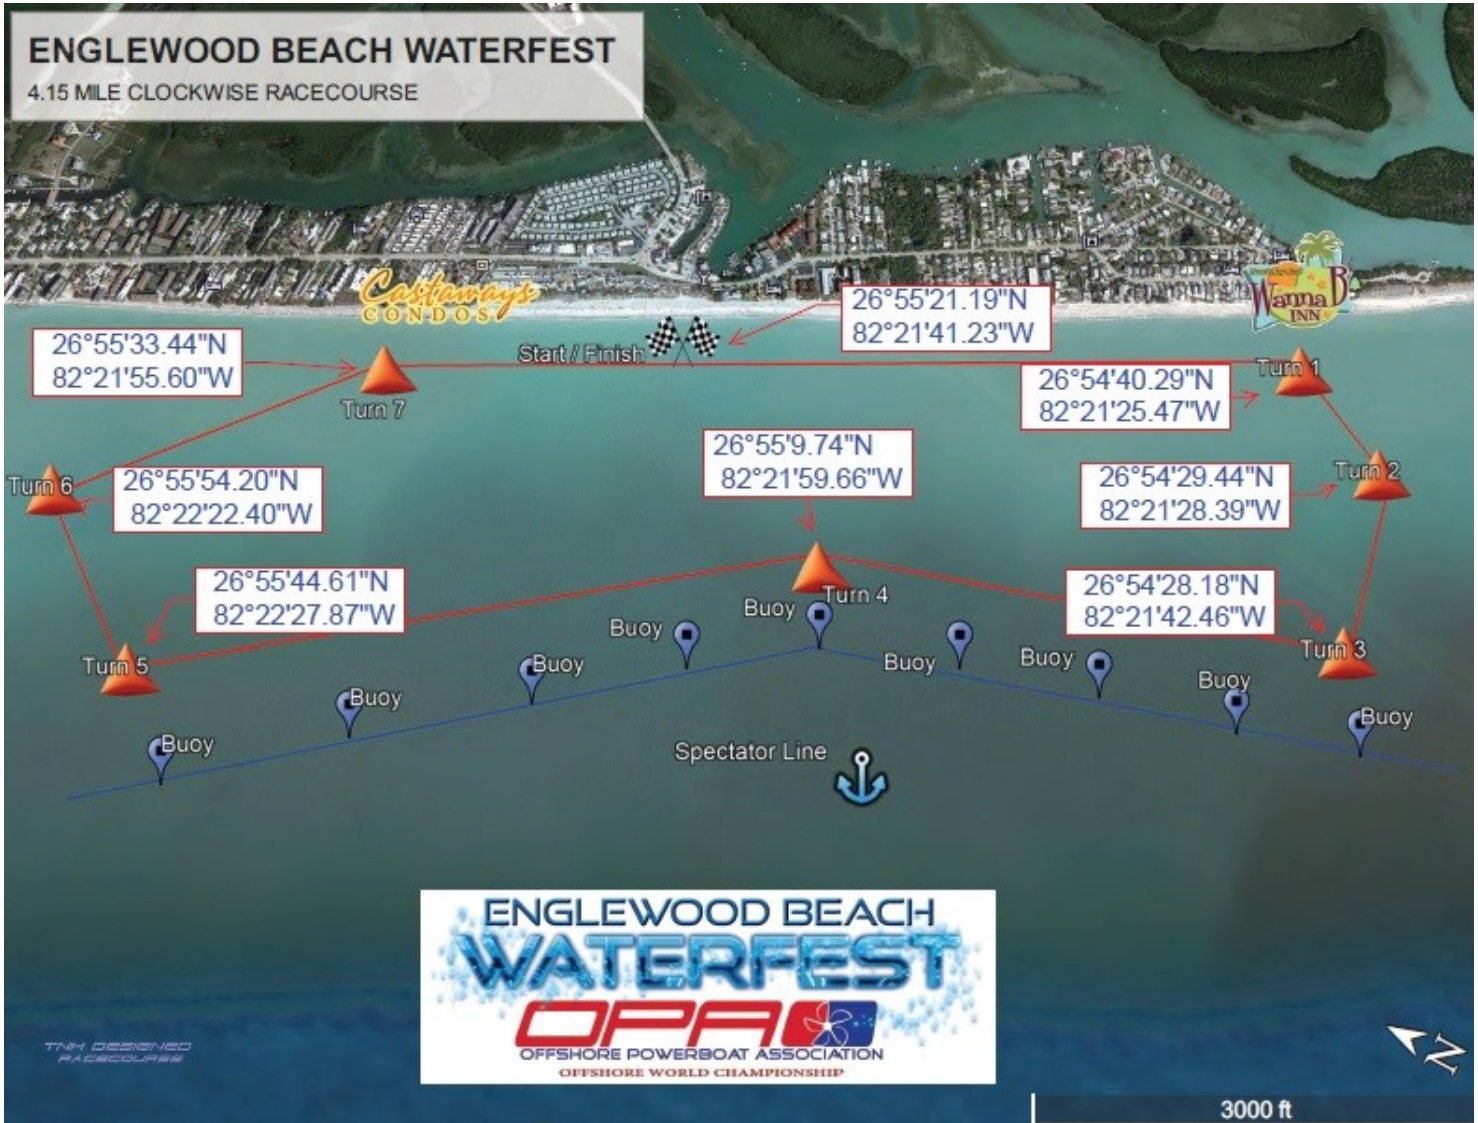 ENGLEWOOD BEACH WATERFEST
4.15 MILE CLOCKWISE RACECOURSE
Castaways
CONDOS
Wanna B
INN
26°55'21.19"N
82°21'41.23"W
26°55'33.44"N
82°21'55.60"W
Start / Finish
Turn 7
Turn 1
26°54'40.29"N
82°21'25.47"W
26°55'9.74"N
82°21'59.66"W
Turn 6
26°55'54.20"N
82°22'22.40"W
26°54'29.44"N
82°21'28.39"W
Turn 2
26°55'44.61"N
82°22'27.87"W
26°54'28.18"N
82°21'42.46"W
Turn 4
Turn 5
Turn 3
Buoy
Buoy
Buoy
Buoy
Buoy
Buoy
Buoy
Buoy
Buoy
Spectator Line
ENGLEWOOD BEACH
WATERFEST
OPA
OFFSHORE POWERBOAT ASSOCIATION
OFFSHORE WORLD CHAMPIONSHIP
TNH DESIGNED
RACECOURSE
N
3000 ft